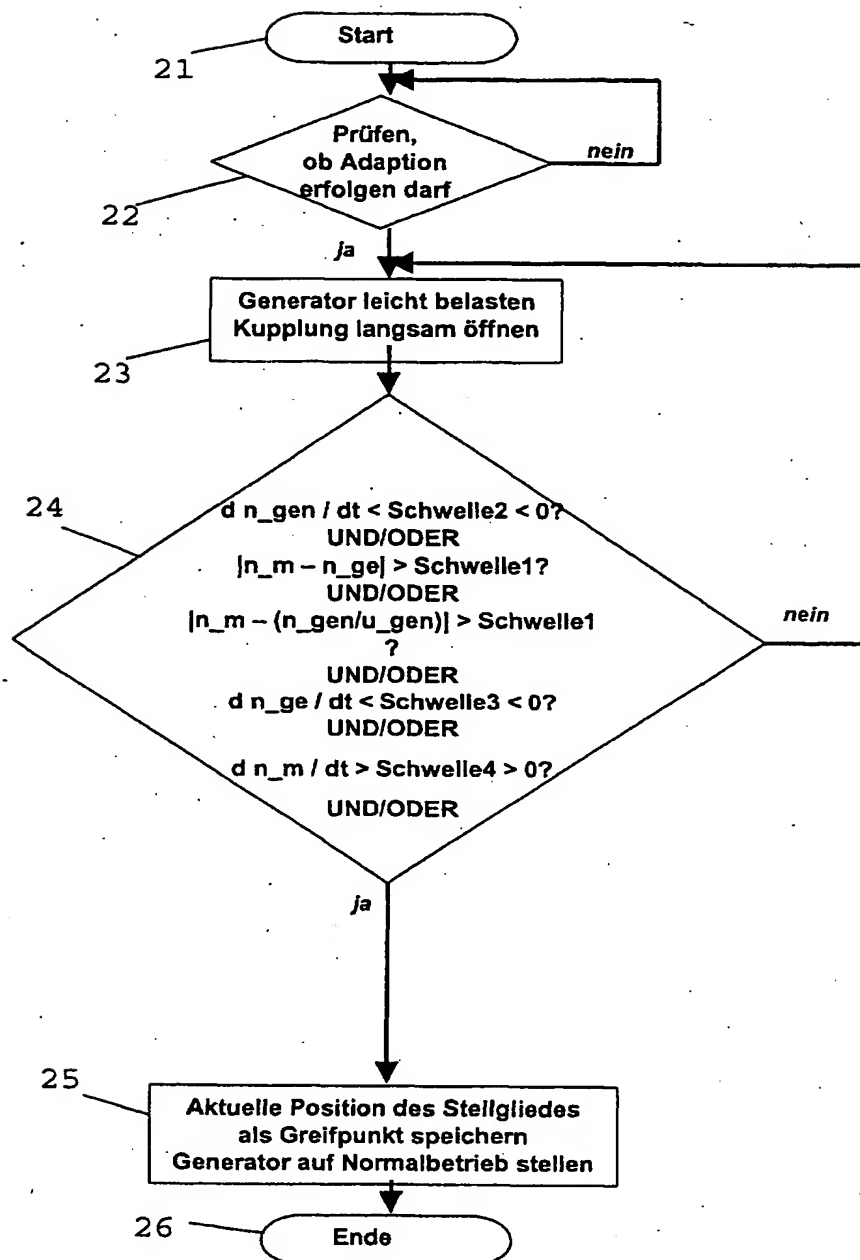 Start
21
Prüfen,
ob Adaption
erfolgen darf
nein
22
ja
Generator leicht belasten
Kupplung langsam öffnen
23
24
d n_gen / dt < Schwelle2 < 0?
UND/ODER
|n_m – n_ge| > Schwelle1?
UND/ODER
|n_m – (n_gen/u_gen)| > Schwelle1
?
UND/ODER
d n_ge / dt < Schwelle3 < 0?
UND/ODER
d n_m / dt > Schwelle4 > 0?
UND/ODER
nein
ja
25
Aktuelle Position des Stellgliedes
als Greifpunkt speichern
Generator auf Normalbetrieb stellen
26
Ende